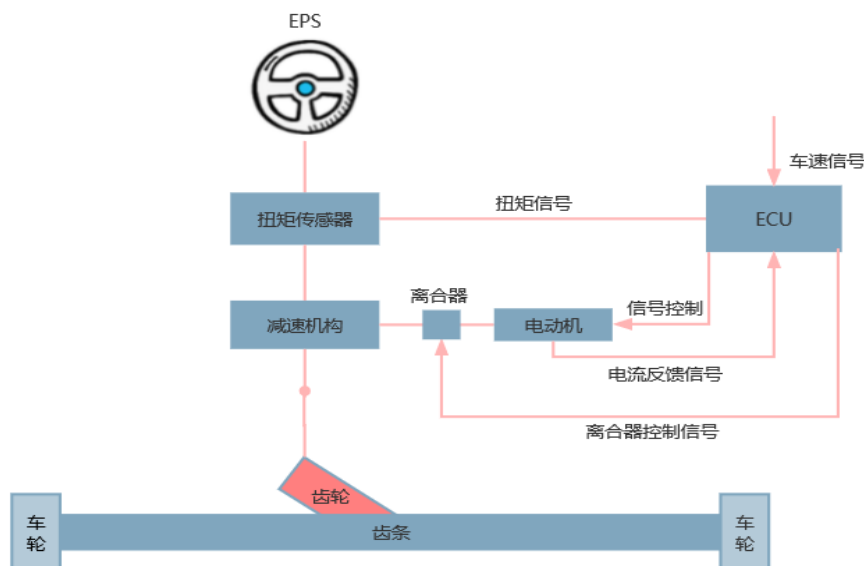 EPS
车速信号
扭矩传感器
扭矩信号
ECU
离合器
信号控制
减速机构
电动机
电流反馈信号
离合器控制信号
齿轮
车
轮
齿条
车
轮